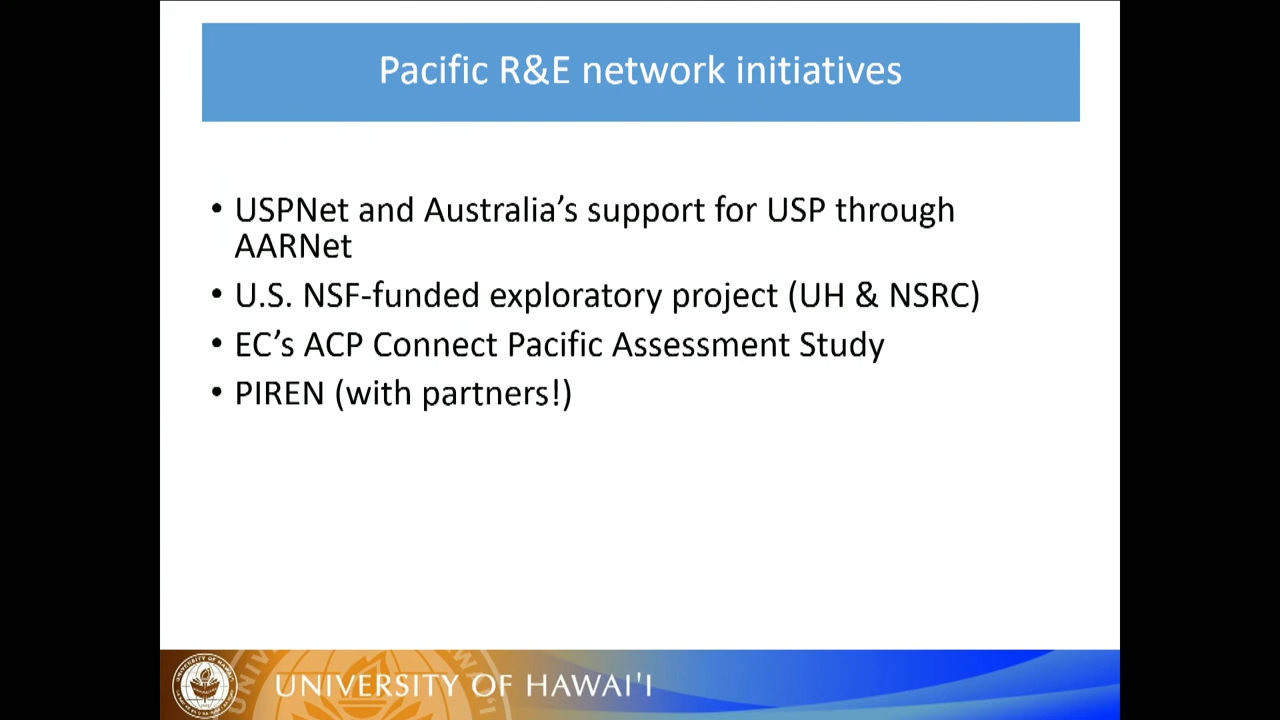 Pacific R&E network initiatives
• USPNet and Australia’s support for USP through
AARNet
• U.S. NSF-funded exploratory project (UH & NSRC)
• EC’s ACP Connect Pacific Assessment Study
• PIREN (with partners!)
UNIVERSITY OF HAWAI'I